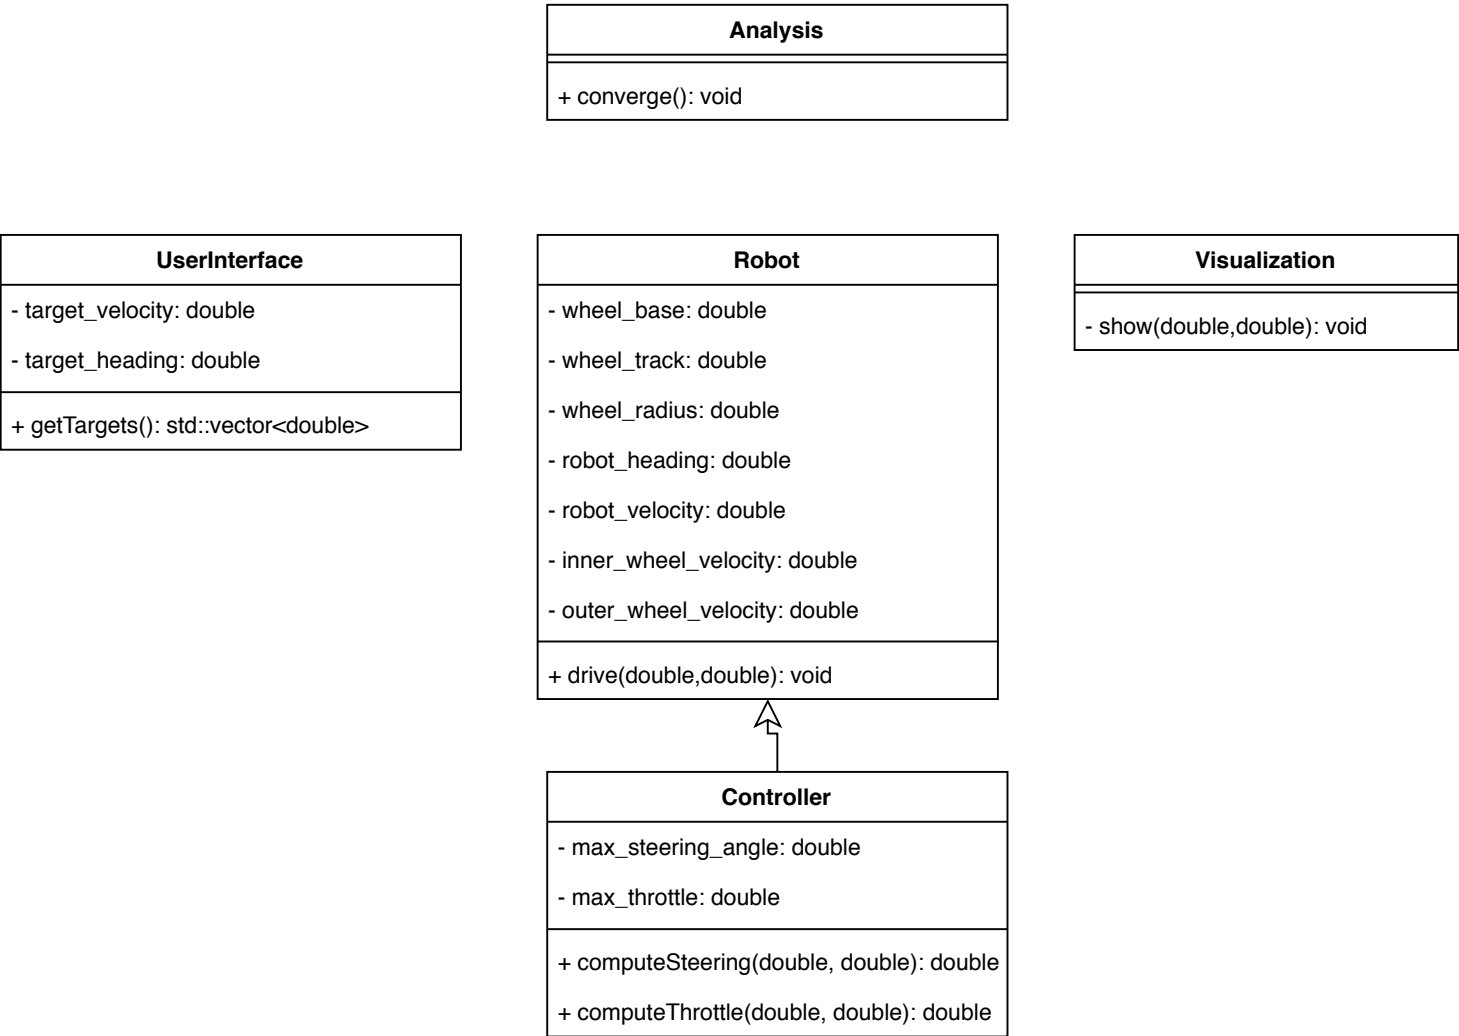 Analysis
+ converge(): void
UserInterface
- target_velocity: double
- target_heading: double
+ getTargets(): std::vector<double>
Robot
- wheel_base: double
- wheel_track: double
- wheel_radius: double
- robot_heading: double
- robot_velocity: double
- inner_wheel_velocity: double
- outer_wheel_velocity: double
+ drive(double,double): void
Visualization
- show(double,double): void
Controller
- max_steering_angle: double
- max_throttle: double
+ computeSteering(double, double): double
+ computeThrottle(double, double): double